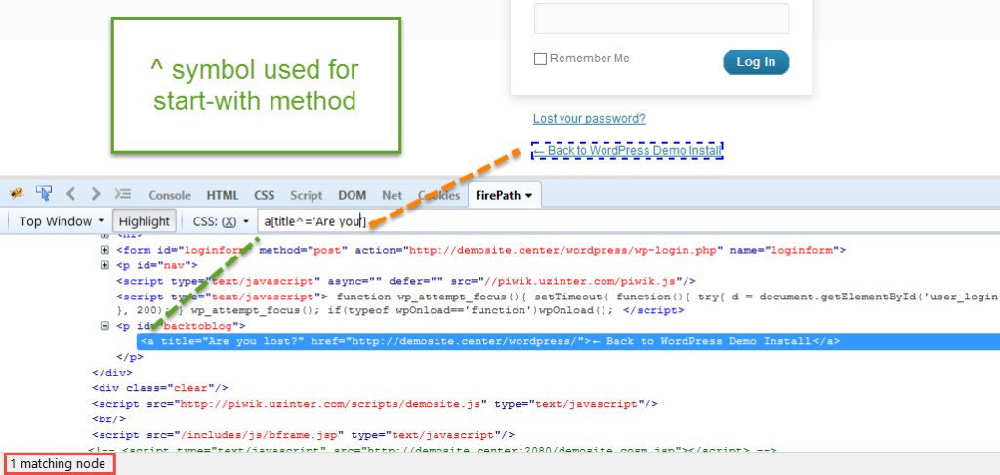 ^ symbol used for
start-with method
Remember Me
Log In
Lost your password?
← Back to WordPress Demo Install
Console HTML CSS Script DOM Net Cookies FirePath
Top Window Highlight CSS: (X) a[title^='Are you']
<form id="loginform" method="post" action="http://demosite.center/wordpress/wp-login.php" name="loginform">
<p id="nav">
<script type="text/javascript" async="" defer="" src="//piwik.uzinter.com/piwik.js"/>
<script type="text/javascript"> function wp_attempt_focus(){ setTimeout( function(){ try{ d = document.getElementById('user_login
}, 200); } wp_attempt_focus(); if(typeof wpOnload=='function')wpOnload(); </script>
<p id="backtoblog">
<a title="Are you lost?" href="http://demosite.center/wordpress/">← Back to WordPress Demo Install</a>
</p>
</div>
<div class="clear"/>
<script src="http://piwik.uzinter.com/scripts/demosite.js" type="text/javascript"/>
<br/>
<script src="/includes/js/bframe.jsp" type="text/javascript"/>
<!-- <script type="text/javascript" src="http://demosite.center:2080/demosite_cosm.jsp"></script> -->
1 matching node